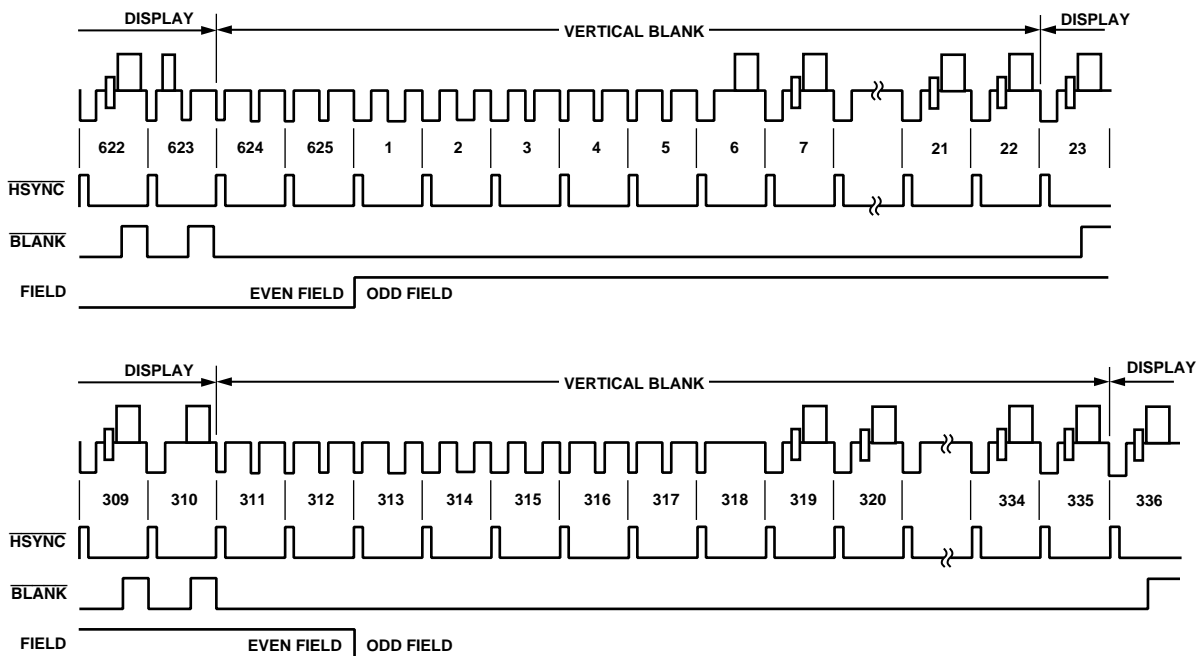 DISPLAY VERTICAL BLANK DISPLAY
622 623 624 625 1 2 3 4 5 6 7 21 22 23
HSYNC
BLANK
FIELD EVEN FIELD ODD FIELD
DISPLAY VERTICAL BLANK DISPLAY
309 310 311 312 313 314 315 316 317 318 319 320 334 335 336
HSYNC
BLANK
FIELD EVEN FIELD ODD FIELD